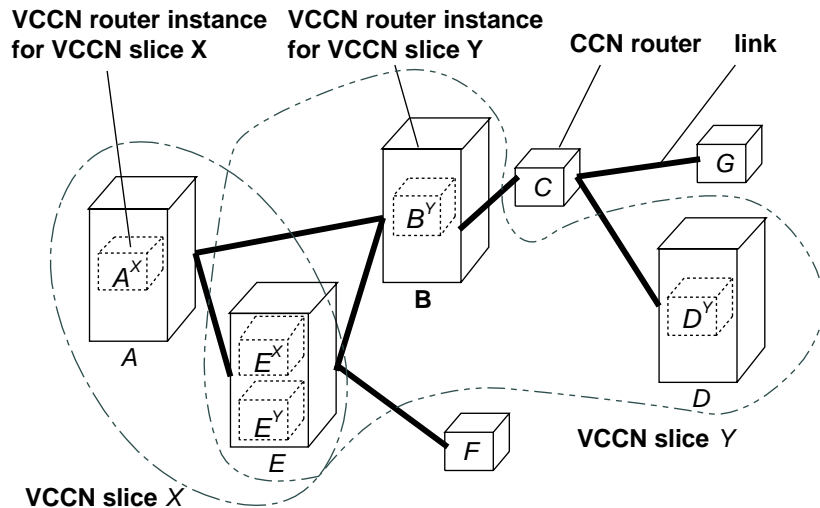 VCCN router instance
for VCCN slice X
VCCN router instance
for VCCN slice Y
CCN router
link
G
C
B^Y
A^X
B
D^Y
A
E^X
D
E^Y
F
E
VCCN slice Y
VCCN slice X